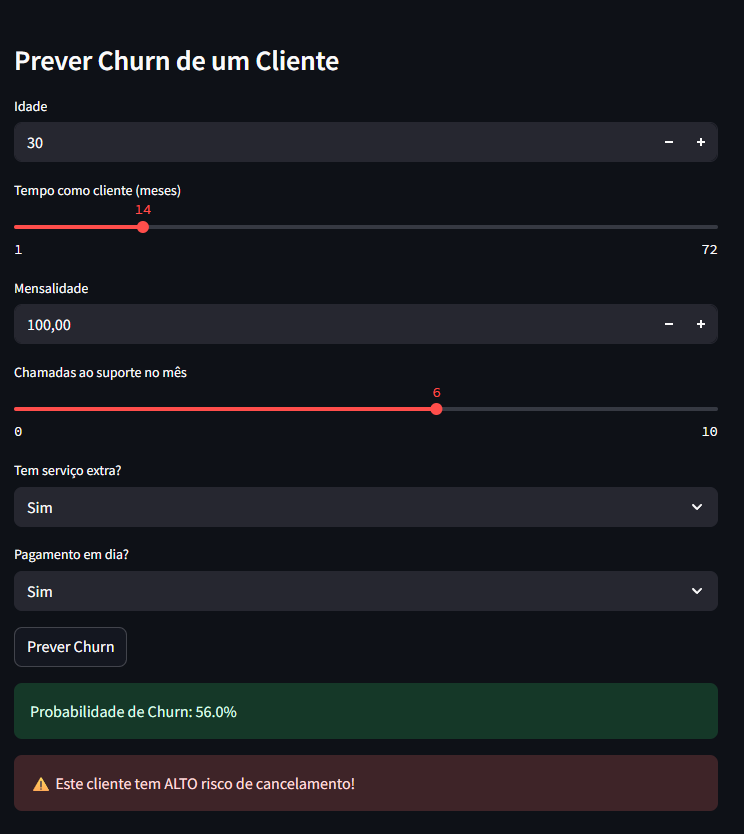 Prever Churn de um Cliente
Idade
30
Tempo como cliente (meses)
14
1 72
Mensalidade
100,00
Chamadas ao suporte no mês
6
0 10
Tem serviço extra?
Sim
Pagamento em dia?
Sim
Prever Churn
Probabilidade de Churn: 56.0%
Este cliente tem ALTO risco de cancelamento!